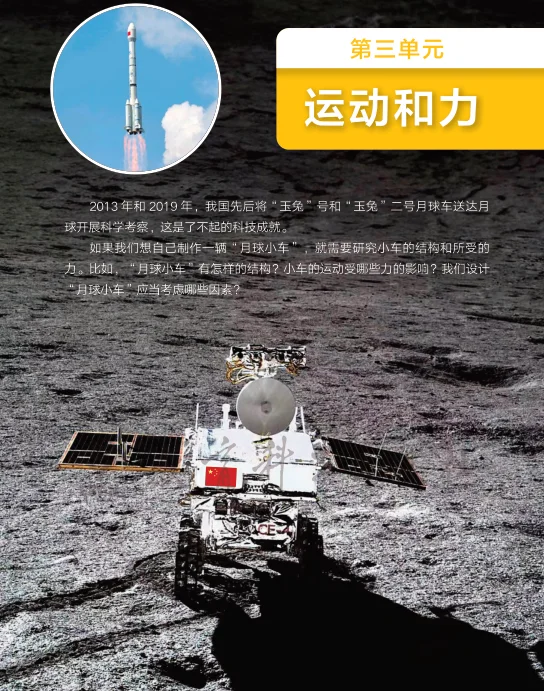 第三单元
运动和力
2013 年和 2019 年，我国先后将“玉兔”号和“玉兔”二号月球车送达月
球开展科学考察，这是了不起的科技成就。
如果我们想自己制作一辆“月球小车”，就需要研究小车的结构和所受的
力。比如，“月球小车”有怎样的结构？小车的运动受哪些力的影响？我们设计
“月球小车”应当考虑哪些因素？